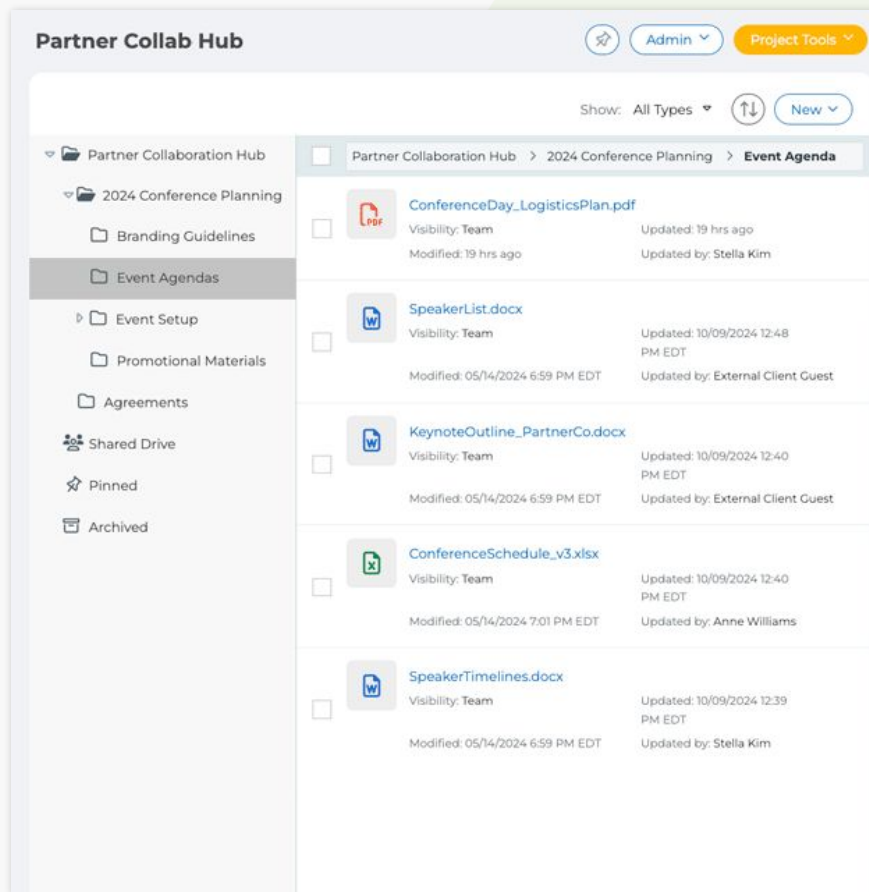 Partner Collab Hub
Admin
Project Tools
Show: All Types
New
Partner Collaboration Hub
2024 Conference Planning
Branding Guidelines
Event Agendas
Event Setup
Promotional Materials
Agreements
Shared Drive
Pinned
Archived
Partner Collaboration Hub > 2024 Conference Planning > Event Agenda
PDF
ConferenceDay_LogisticsPlan.pdf
Visibility: Team
Updated: 19 hrs ago
Modified: 19 hrs ago
Updated by: Stella Kim
W
SpeakerList.docx
Visibility: Team
Updated: 10/09/2024 12:48
PM EDT
Modified: 05/14/2024 6:59 PM EDT
Updated by: External Client Guest
W
KeynoteOutline_PartnerCo.docx
Visibility: Team
Updated: 10/09/2024 12:40
PM EDT
Modified: 05/14/2024 6:59 PM EDT
Updated by: External Client Guest
X
ConferenceSchedule_v3.xlsx
Visibility: Team
Updated: 10/09/2024 12:40
PM EDT
Modified: 05/14/2024 7:01 PM EDT
Updated by: Anne Williams
W
SpeakerTimelines.docx
Visibility: Team
Updated: 10/09/2024 12:39
PM EDT
Modified: 05/14/2024 6:59 PM EDT
Updated by: Stella Kim